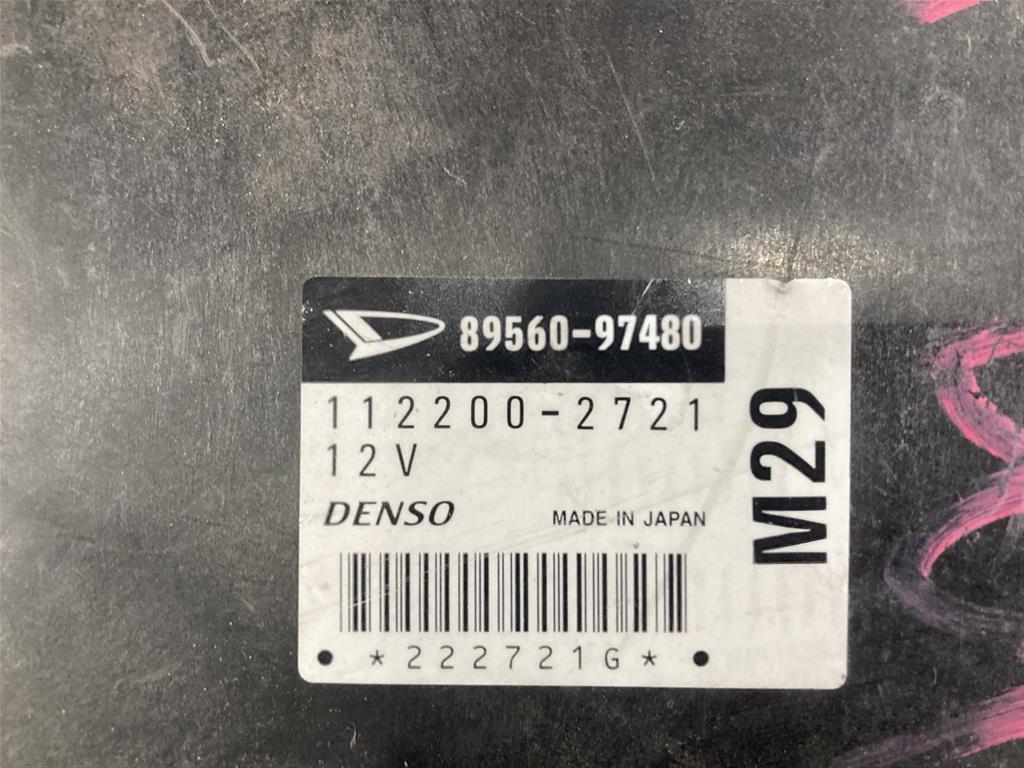 89560-97480
112200-2721
12V
DENSO MADE IN JAPAN
*222721G*
M29